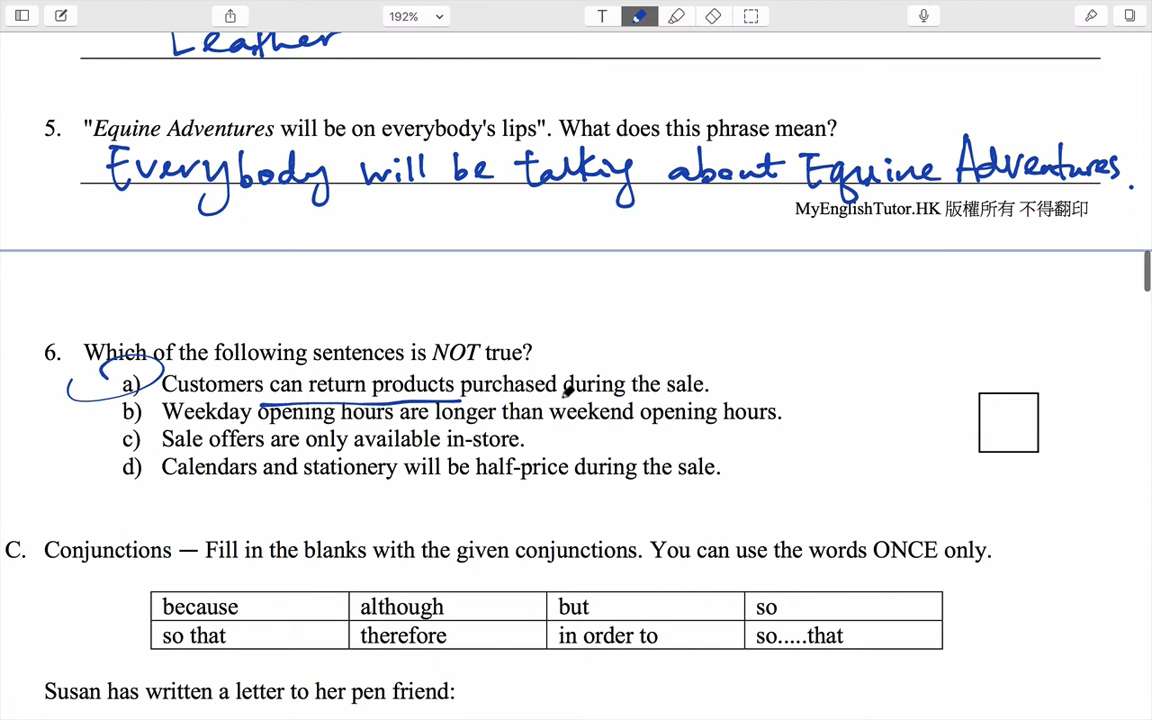 192%
T
Leather
5. "Equine Adventures will be on everybody's lips". What does this phrase mean?
Everybody will be talking about Equine Adventures.
MyEnglishTutor.HK 版權所有 不得翻印
6. Which of the following sentences is NOT true?
a) Customers can return products purchased during the sale.
b) Weekday opening hours are longer than weekend opening hours.
c) Sale offers are only available in-store.
d) Calendars and stationery will be half-price during the sale.
C. Conjunctions — Fill in the blanks with the given conjunctions. You can use the words ONCE only.
because although but so
so that therefore in order to so.....that
Susan has written a letter to her pen friend: